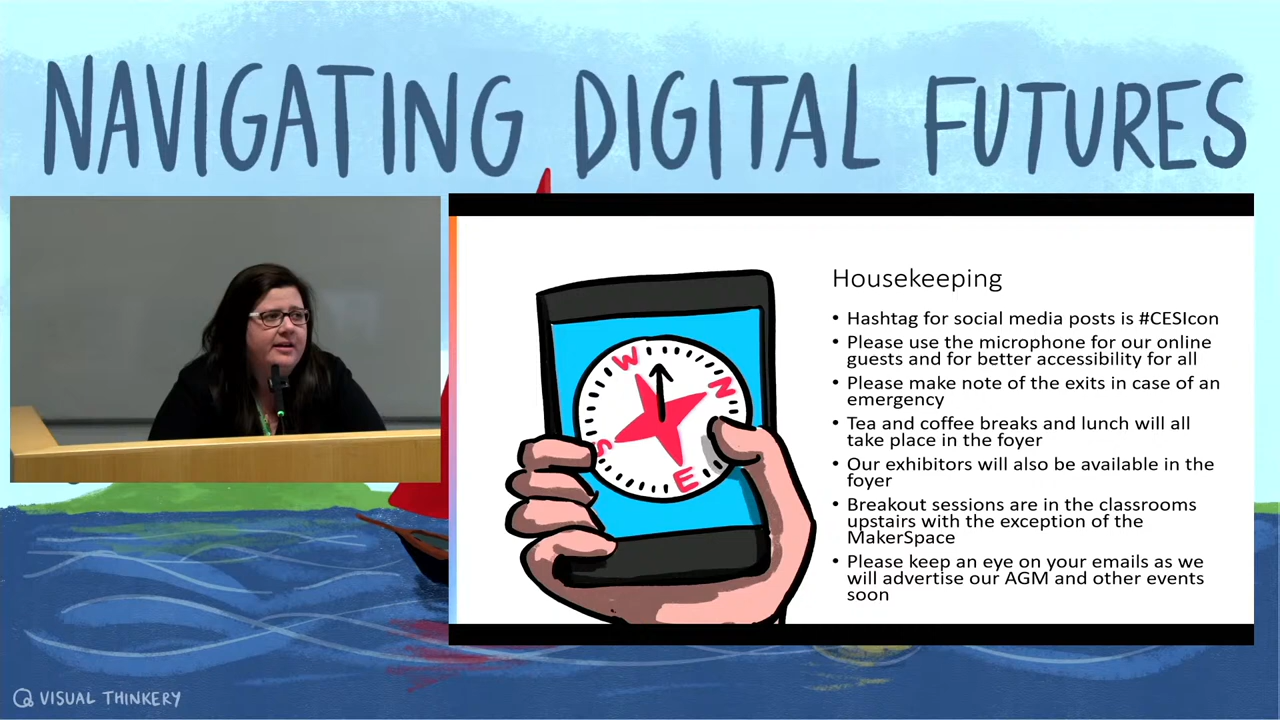 NAVIGATING DIGITAL FUTURES
Housekeeping
• Hashtag for social media posts is #CESIcon
• Please use the microphone for our online
guests and for better accessibility for all
• Please make note of the exits in case of an
emergency
• Tea and coffee breaks and lunch will all
take place in the foyer
• Our exhibitors will also be available in the
foyer
• Breakout sessions are in the classrooms
upstairs with the exception of the
MakerSpace
• Please keep an eye on your emails as we
will advertise our AGM and other events
soon
W
N
S
E
VISUAL THINKERY